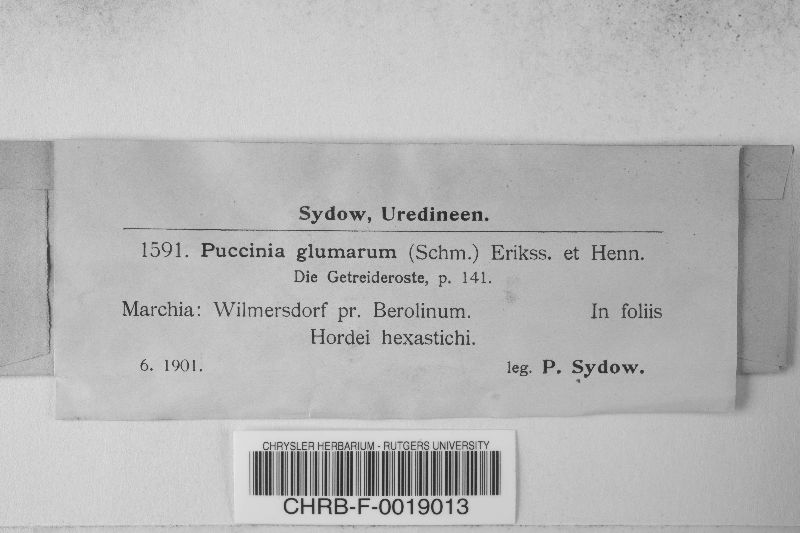 Sydow, Uredineen.
1591. Puccinia glumarum (Schm.) Erikss. et Henn.
Die Getreideroste, p. 141.
Marchia: Wilmersdorf pr. Berolinum. In foliis
Hordei hexastichi.
6. 1901. leg. P. Sydow.
CHRYSLER HERBARIUM - RUTGERS UNIVERSITY
CHRB-F-0019013